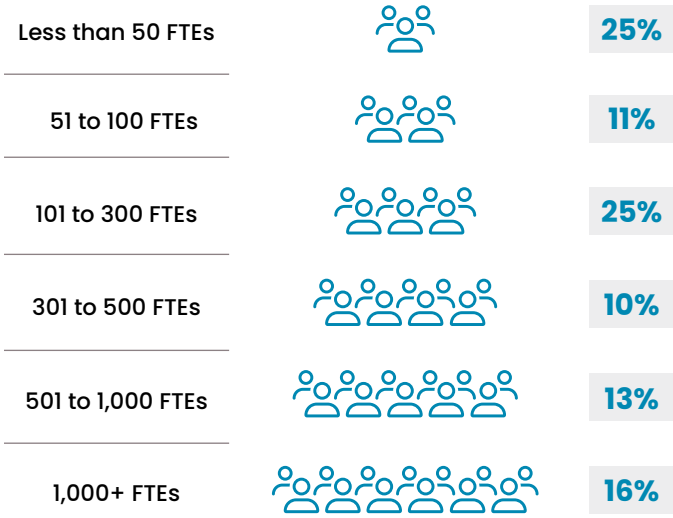 Less than 50 FTEs 25%
51 to 100 FTEs 11%
101 to 300 FTEs 25%
301 to 500 FTEs 10%
501 to 1,000 FTEs 13%
1,000+ FTEs 16%